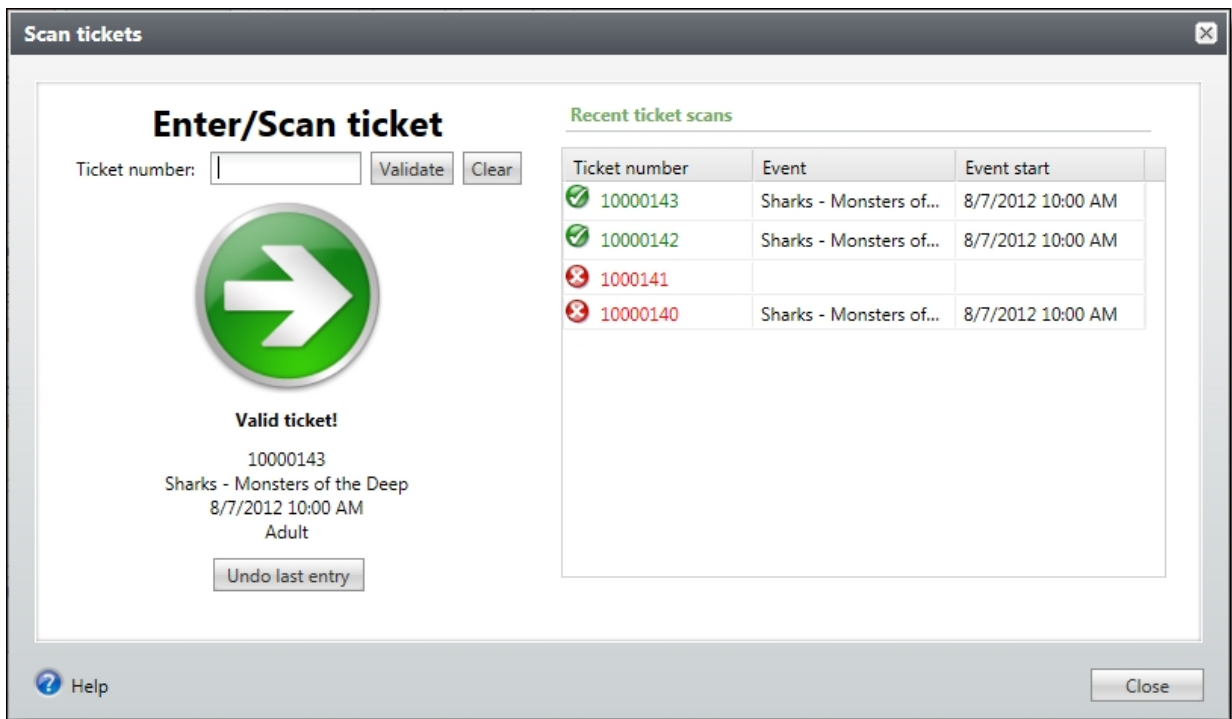 Scan tickets
Enter/Scan ticket
Ticket number:
Validate
Clear
Valid ticket!
10000143
Sharks - Monsters of the Deep
8/7/2012 10:00 AM
Adult
Undo last entry
Recent ticket scans
Ticket number Event Event start
10000143 Sharks - Monsters of... 8/7/2012 10:00 AM
10000142 Sharks - Monsters of... 8/7/2012 10:00 AM
1000141
10000140 Sharks - Monsters of... 8/7/2012 10:00 AM
? Help
Close